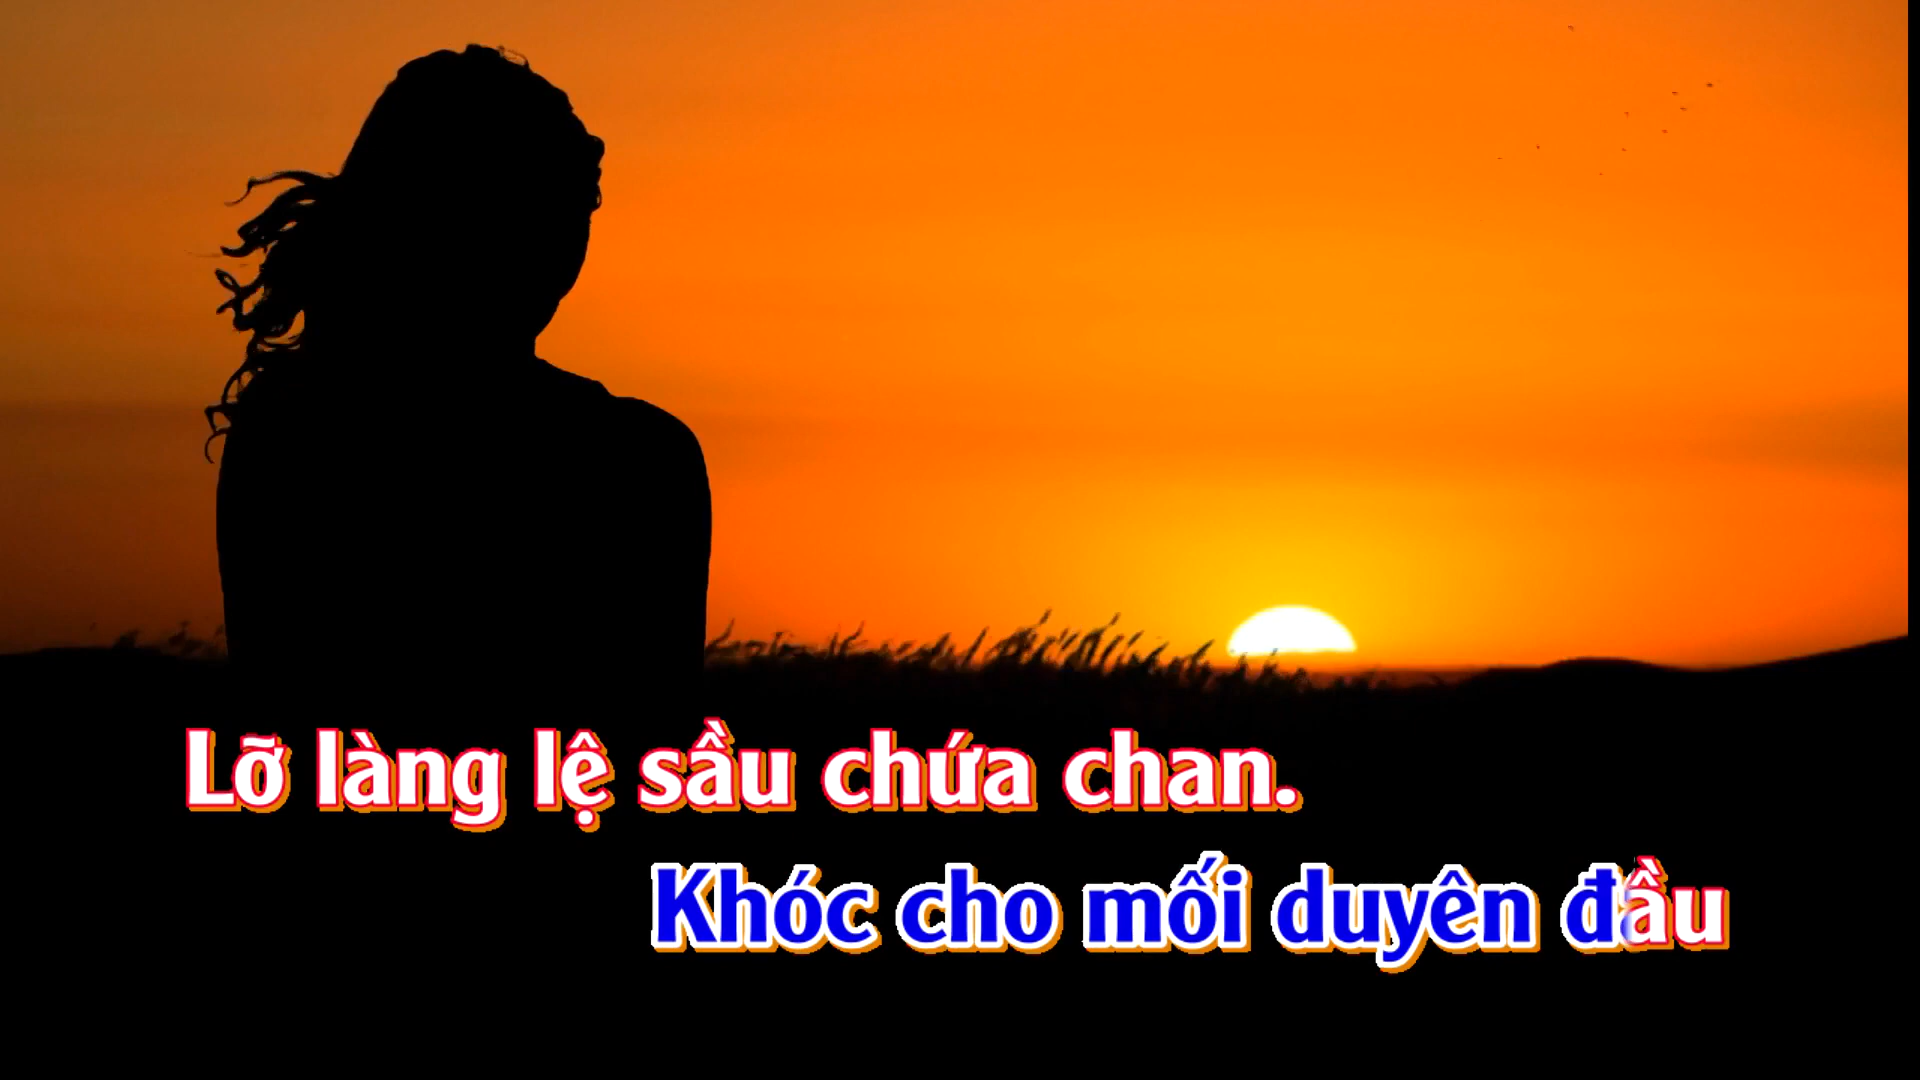 Lỡ làng lệ sầu chứa chan.
Khóc cho mối duyên đầu